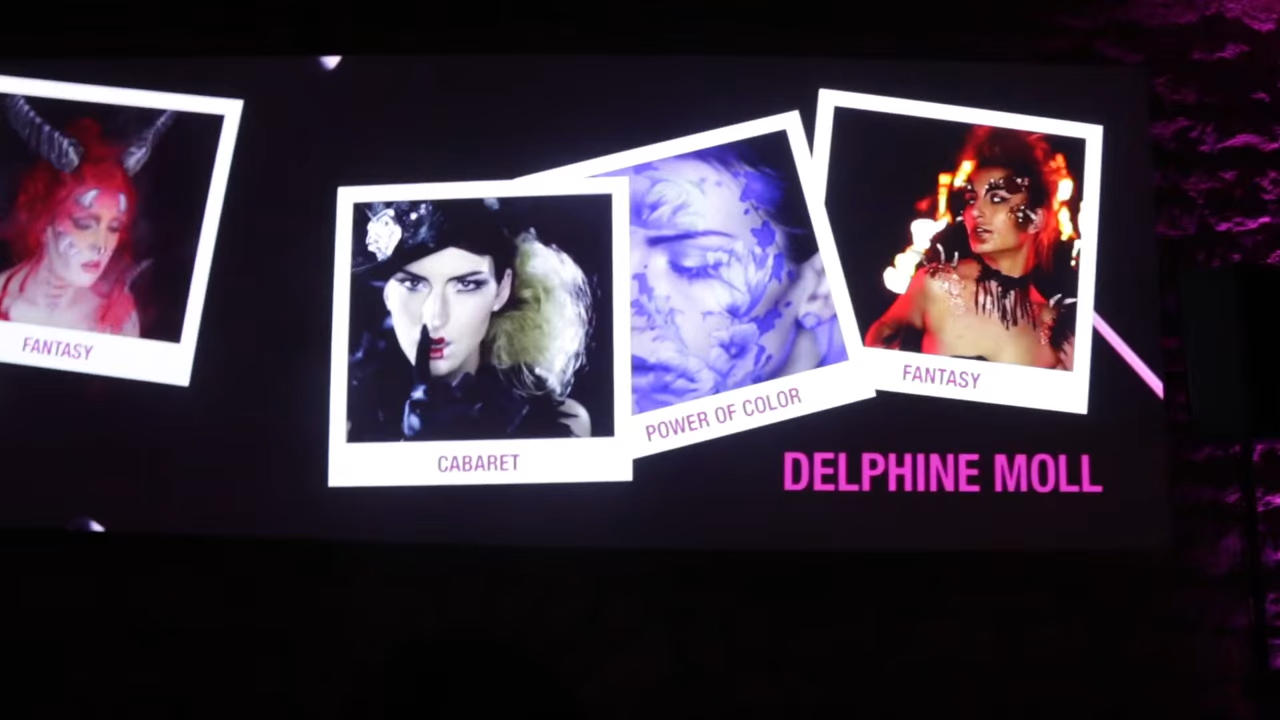 FANTASY
CABARET
POWER OF COLOR
FANTASY
DELPHINE MOLL